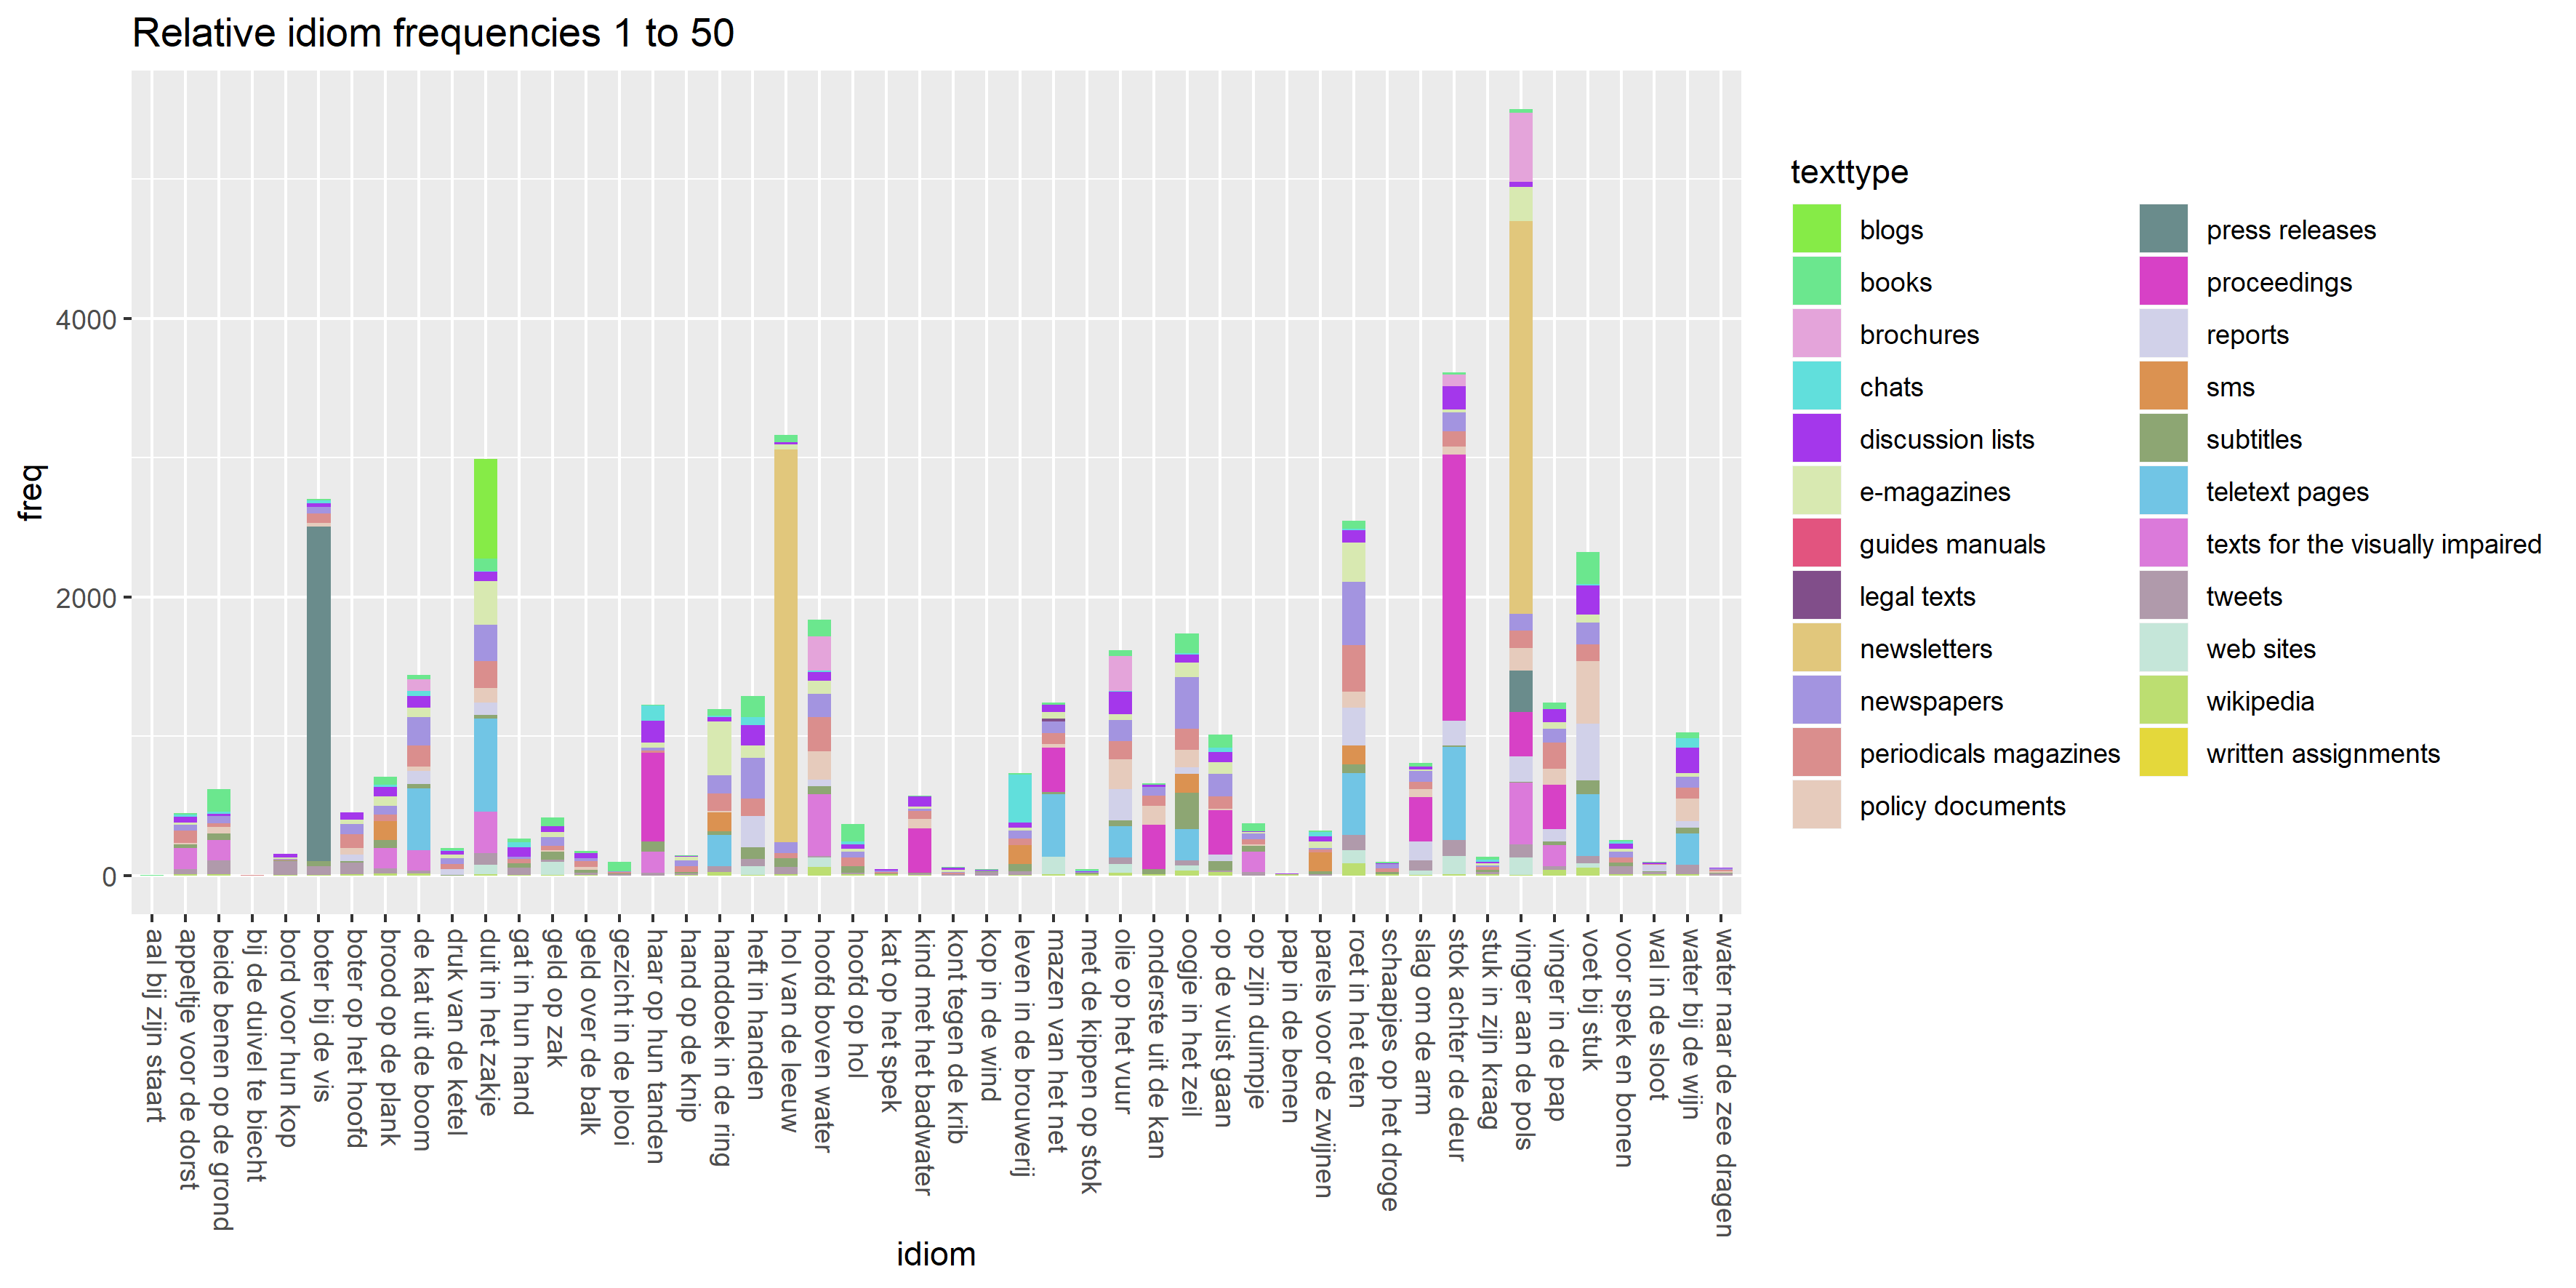 Relative idiom frequencies 1 to 50
freq
4000
2000
0
aal bij zijn staart
appeltje voor de dorst
beide benen op de grond
bij de duivel te biecht
bord voor hun kop
boter bij de vis
boter op het hoofd
brood op de plank
de kat uit de boom
druk van de ketel
duit in het zakje
gat in hun hand
geld op zak
geld over de balk
gezicht in de plooi
haar op hun tanden
hand op de knip
handdoek in de ring
heft in handen
hol van de leeuw
hoofd boven water
hoofd op hol
kat op het spek
kind met het badwater
kont tegen de krib
kop in de wind
leven in de brouwerij
mazen van het net
met de kippen op stok
olie op het vuur
onderste uit de kan
oogje in het zeil
op de vuist gaan
op zijn duimpje
pap in de benen
parels voor de zwijnen
roet in het eten
schaapjes op het droge
slag om de arm
stok achter de deur
stuk in zijn kraag
vinger aan de pols
vinger in de pap
voet bij stuk
voor spek en bonen
wal in de sloot
water bij de wijn
water naar de zee dragen
idiom
texttype
blogs
books
brochures
chats
discussion lists
e-magazines
guides manuals
legal texts
newsletters
newspapers
periodicals magazines
policy documents
press releases
proceedings
reports
sms
subtitles
teletext pages
texts for the visually impaired
tweets
web sites
wikipedia
written assignments